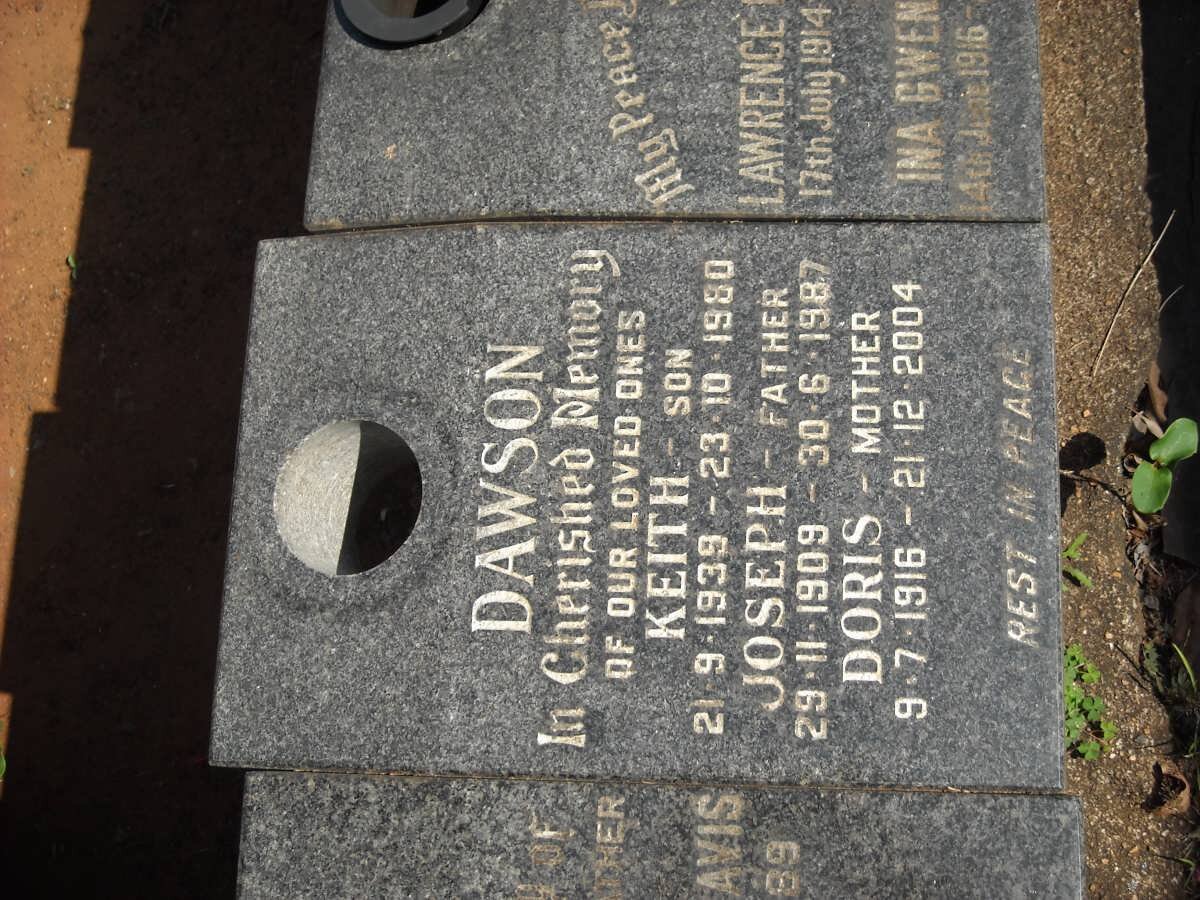 DAWSON
In Cherished Memory
OF OUR LOVED ONES
KEITH - SON
21·9·1939 - 23·10·1980
JOSEPH - FATHER
29·11·1909 - 30·6·1987
DORIS - MOTHER
9·7·1916 - 21·12·2004
REST IN PEACE
Thy Peace
LAWRENCE
17th July 1914
INA GWEN
14th June 1916 -
OF
AVIS
89